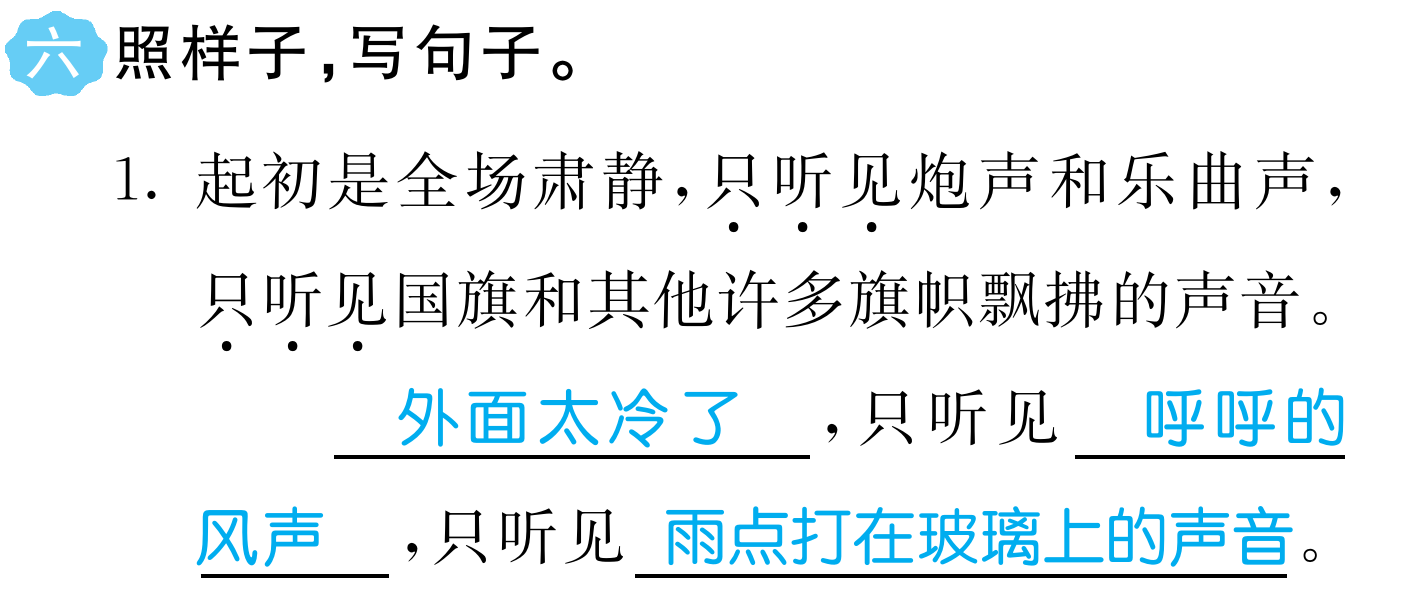 六 照样子,写句子。
1. 起初是全场肃静,只听见炮声和乐曲声,
只听见国旗和其他许多旗帜飘拂的声音。
外面太冷了,只听见 呼呼的
风声,只听见 雨点打在玻璃上的声音。